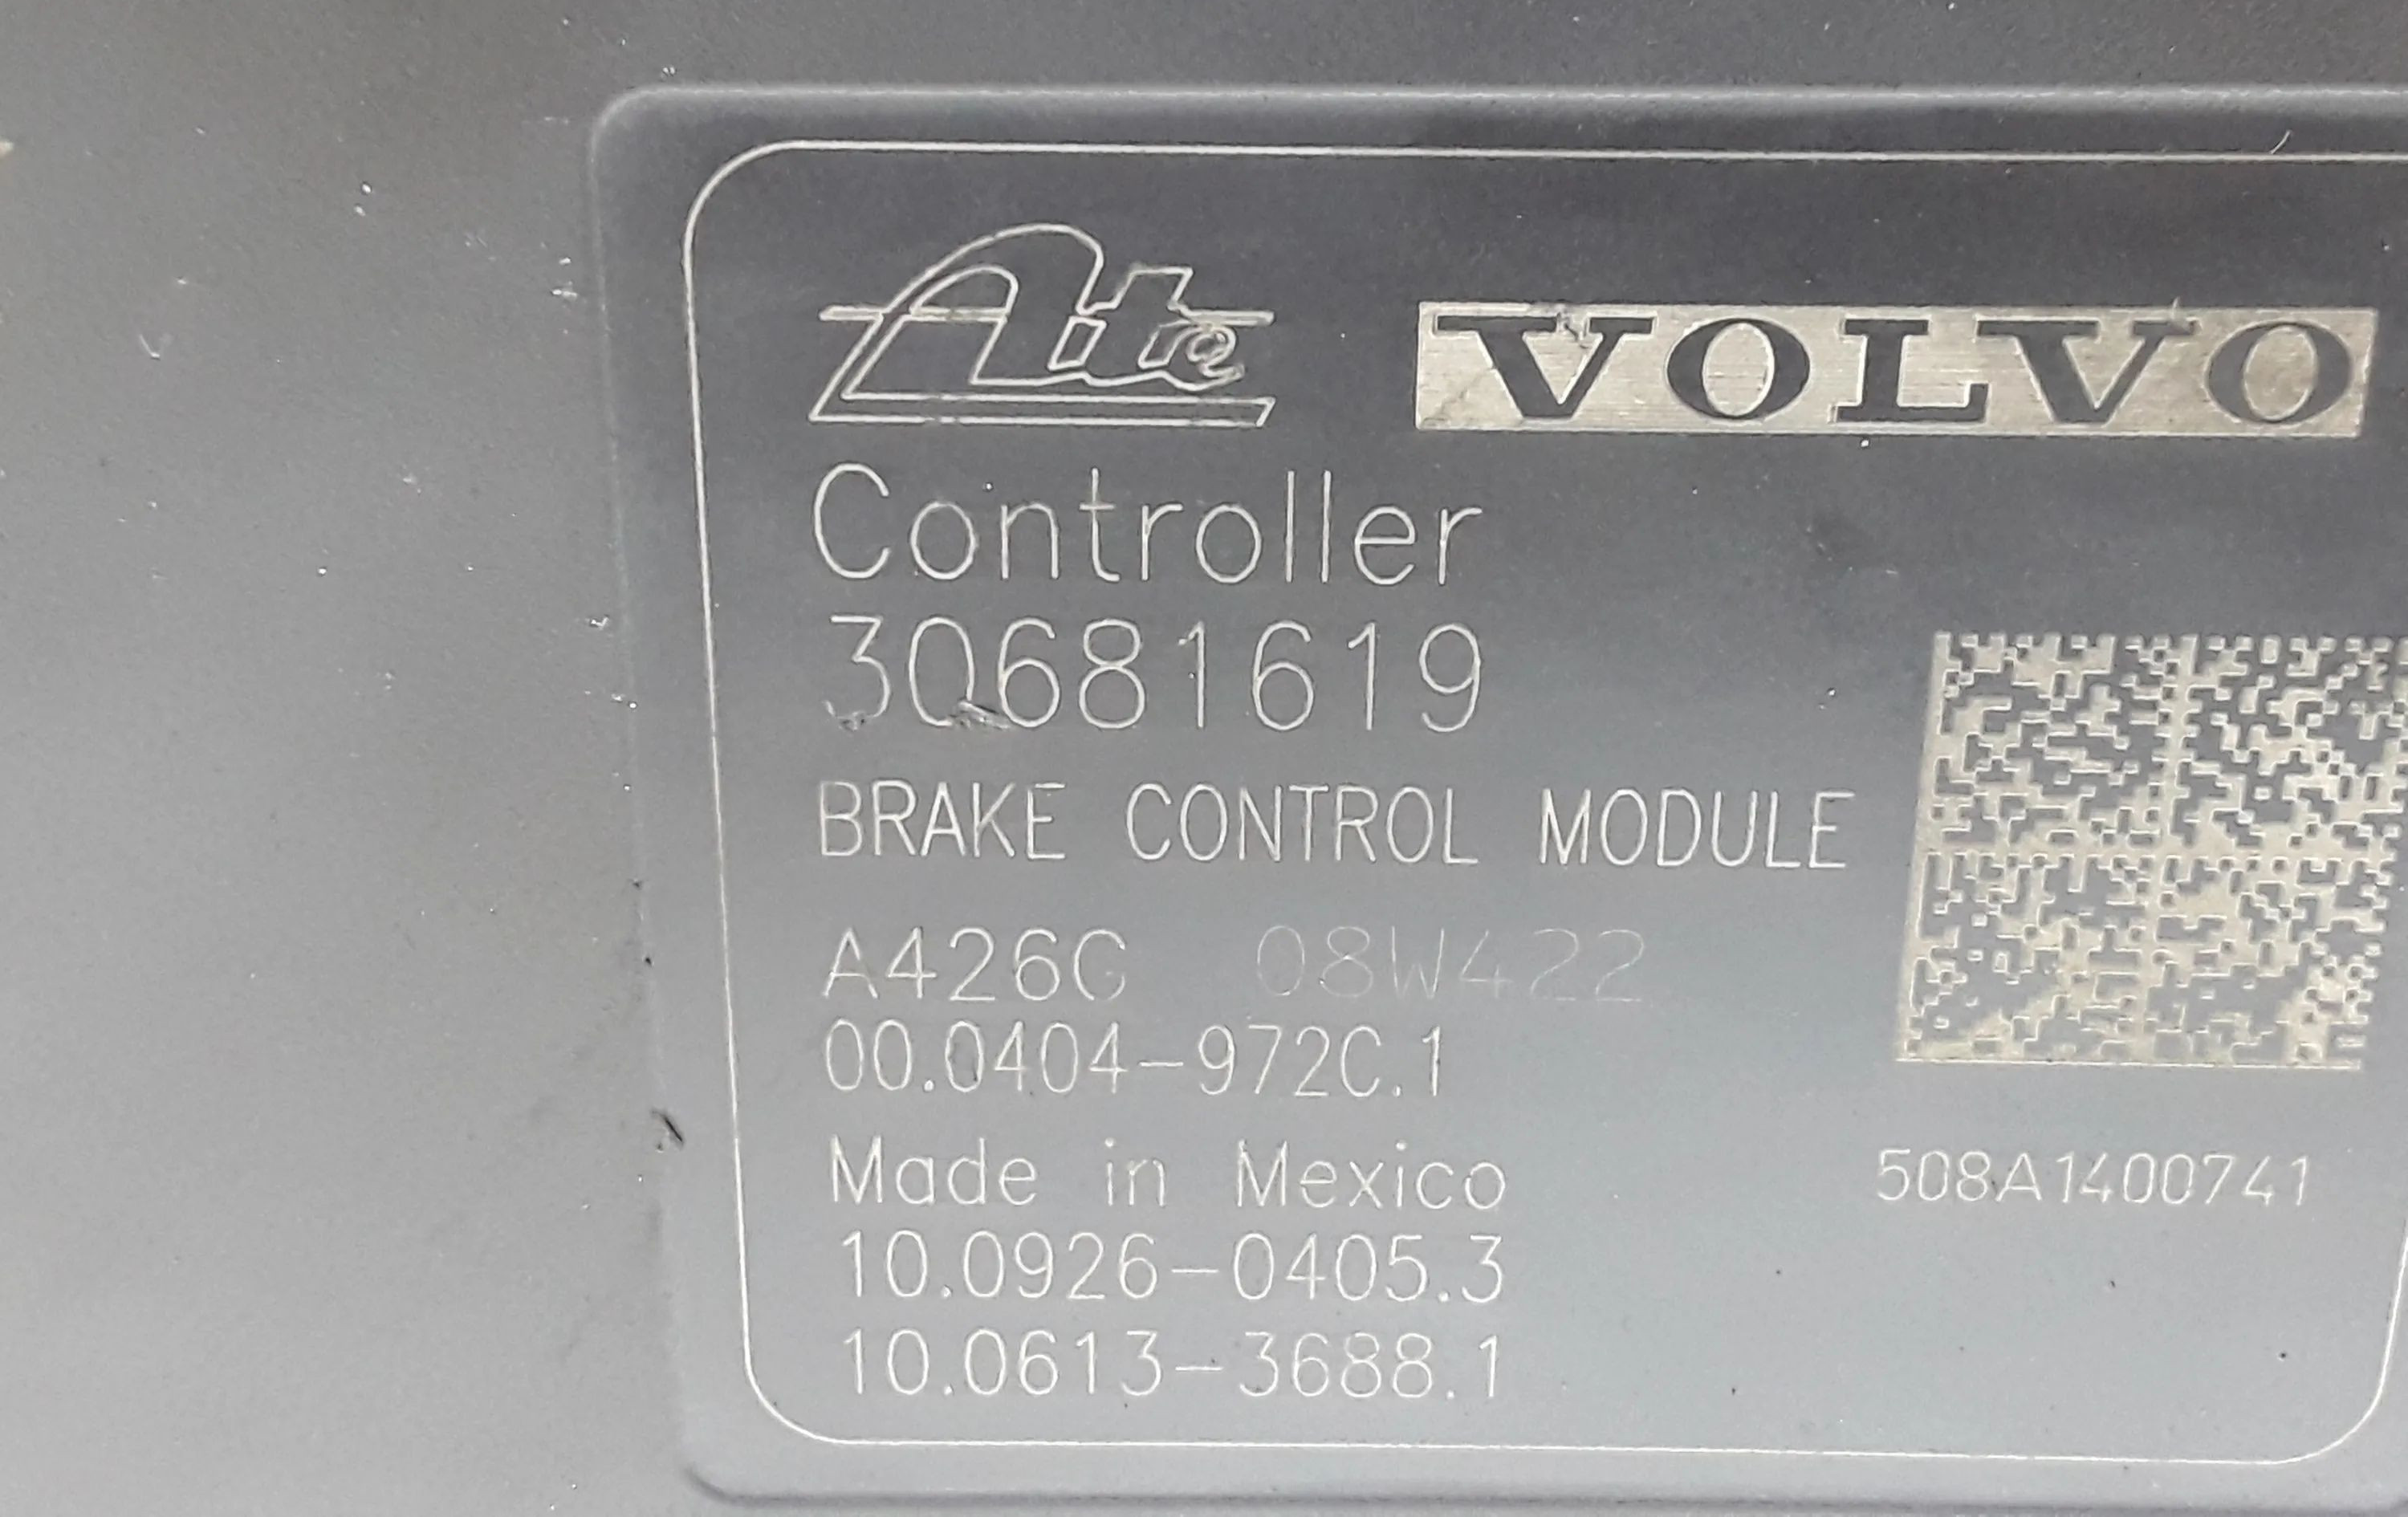 Ate VOLVO
Controller
30681619
BRAKE CONTROL MODULE
A426C 08W422
00.0404-972C.1
Made in Mexico
508A1400741
10.0926-0405.3
10.0613-3688.1